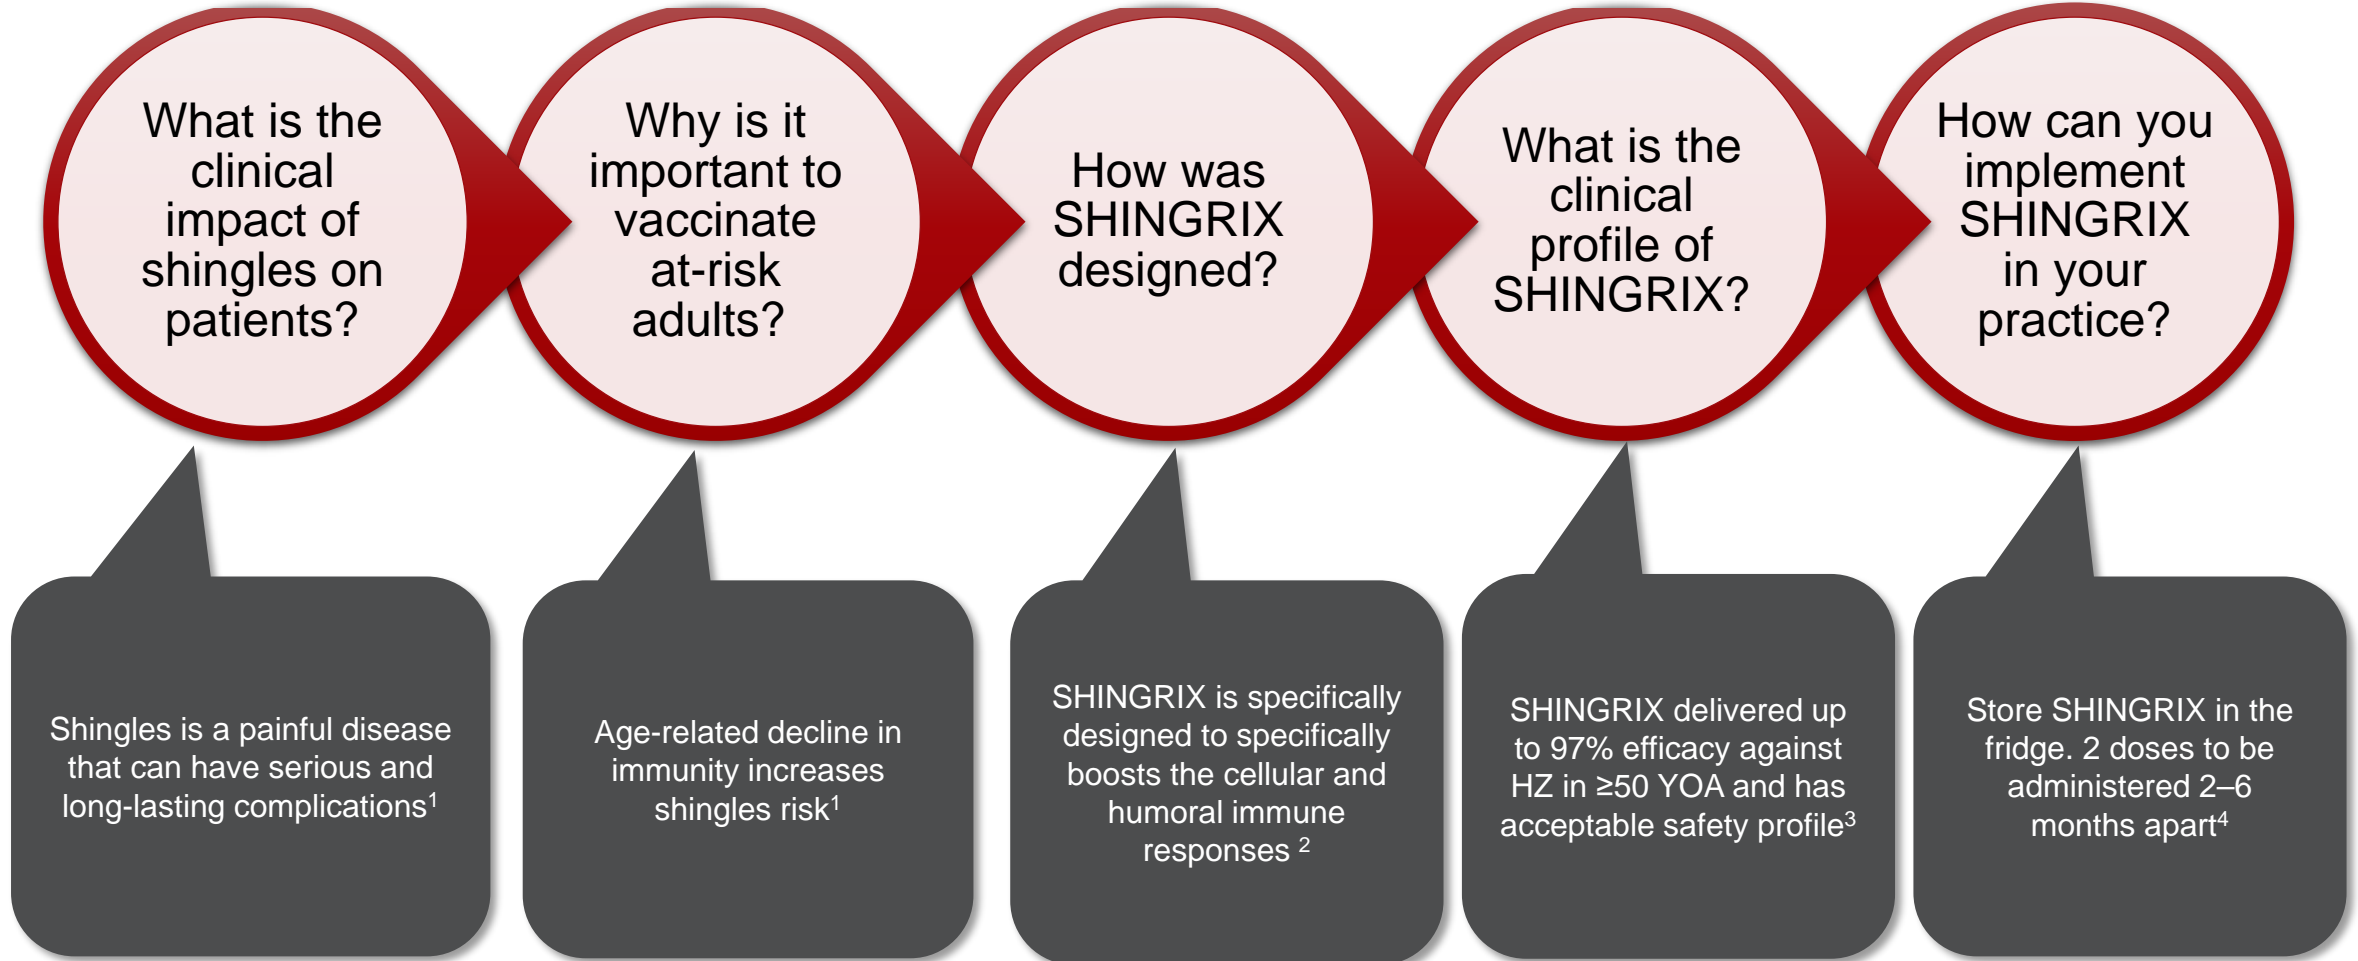 What is the
clinical
impact of
shingles on
patients?
Why is it
important to
vaccinate
at-risk
adults?
How was
SHINGRIX
designed?
What is the
clinical
profile of
SHINGRIX?
How can you
implement
SHINGRIX
in your
practice?
Shingles is a painful disease
that can have serious and
long-lasting complications¹
Age-related decline in
immunity increases
shingles risk¹
SHINGRIX is specifically
designed to specifically
boosts the cellular and
humoral immune
responses ²
SHINGRIX delivered up
to 97% efficacy against
HZ in ≥50 YOA and has
acceptable safety profile³
Store SHINGRIX in the
fridge. 2 doses to be
administered 2–6
months apart⁴